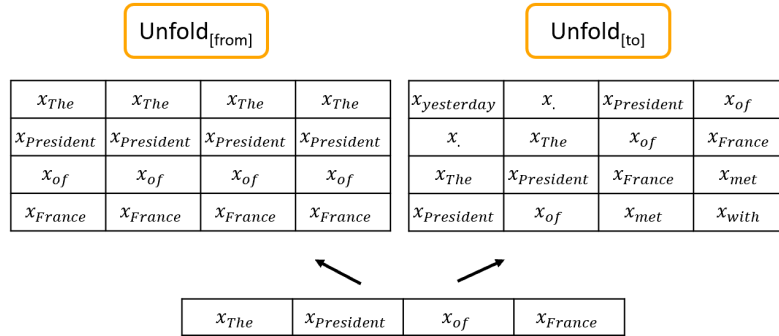 Unfold[from] Unfold[to]
x_The x_The x_The x_The x_yesterday x_. x_President x_of
x_President x_President x_President x_President x_. x_The x_of x_France
x_of x_of x_of x_of x_The x_President x_France x_met
x_France x_France x_France x_France x_President x_of x_met x_with
x_The x_President x_of x_France